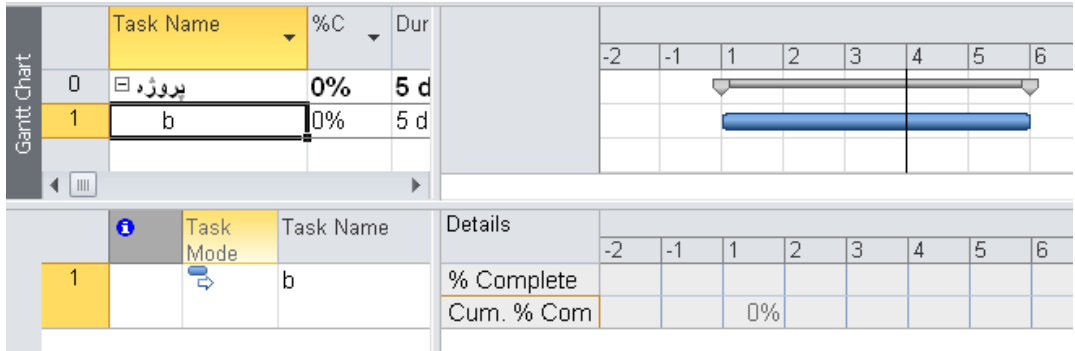 Gantt Chart
Task Name %C Dur
-2 -1 1 2 3 4 5 6
0 پروژه 0% 5 d
1 b 0% 5 d
Task Mode Task Name Details
-2 -1 1 2 3 4 5 6
1 b % Complete
Cum. % Com 0%